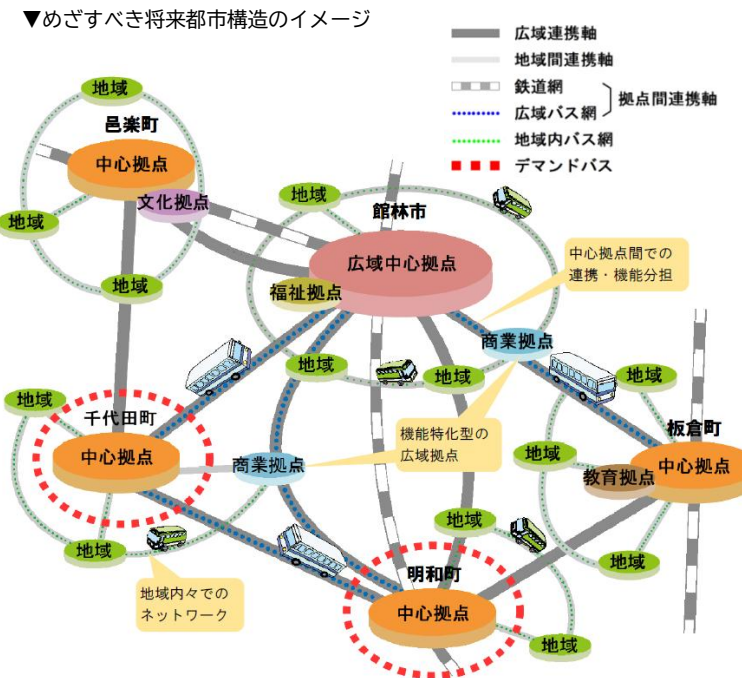 ▼めざすべき将来都市構造のイメージ
広域連携軸
地域間連携軸
鉄道網
広域バス網
拠点間連携軸
地域内バス網
デマンドバス
地域
邑楽町
中心拠点
文化拠点
地域
地域
地域
館林市
広域中心拠点
福祉拠点
中心拠点間での
連携・機能分担
商業拠点
地域
地域
地域
千代田町
中心拠点
商業拠点
機能特化型の
広域拠点
地域
板倉町
地域
教育拠点
中心拠点
地域
地域
地域
地域内々での
ネットワーク
明和町
中心拠点
地域
地域